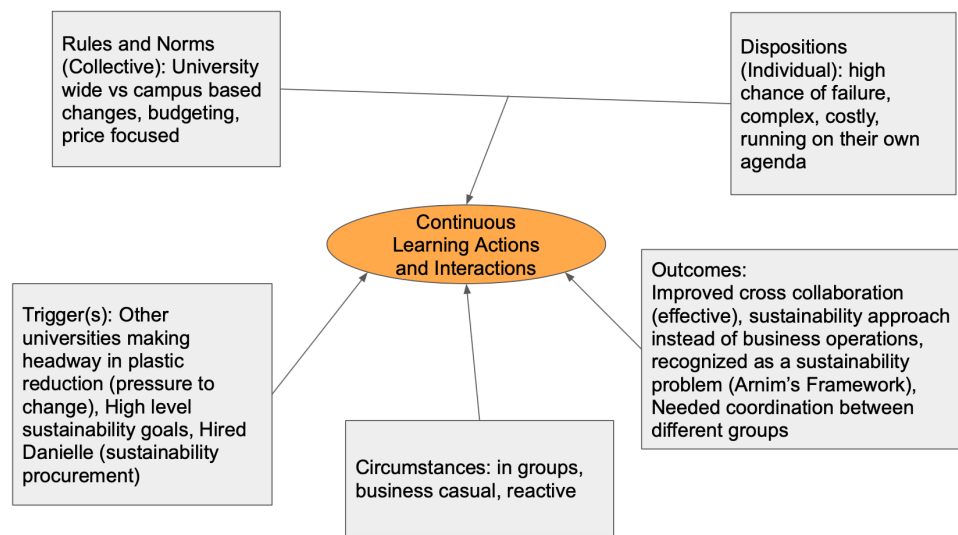 Rules and Norms
(Collective): University
wide vs campus based
changes, budgeting,
price focused
Dispositions
(Individual): high
chance of failure,
complex, costly,
running on their own
agenda
Continuous
Learning Actions
and Interactions
Trigger(s): Other
universities making
headway in plastic
reduction (pressure to
change), High level
sustainability goals, Hired
Danielle (sustainability
procurement)
Circumstances: in groups,
business casual, reactive
Outcomes:
Improved cross collaboration
(effective), sustainability approach
instead of business operations,
recognized as a sustainability
problem (Arnim’s Framework),
Needed coordination between
different groups